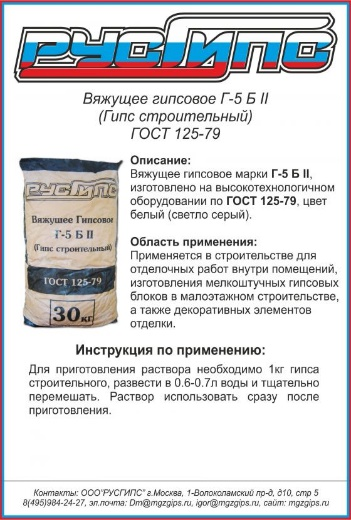 РУСГИПС
Вяжущее гипсовое Г-5 Б II
(Гипс строительный)
ГОСТ 125-79
Описание:
Вяжущее гипсовое марки Г-5 Б II,
изготовлено на высокотехнологичном
оборудовании по ГОСТ 125-79, цвет
белый (светло серый).
РУСГИПС
Вяжущее Гипсовое
Г-5 Б II
(Гипс строительный)
ГОСТ 125-79
30кг
Область применения:
Применяется в строительстве для
отделочных работ внутри помещений,
изготовления мелкоштучных гипсовых
блоков в малоэтажном строительстве,
а также декоративных элементов
отделки.
Инструкция по применению:
Для приготовления раствора необходимо 1кг гипса
строительного, развести в 0.6-0.7л воды и тщательно
перемешать. Раствор использовать сразу после
приготовления.
Контакты: ООО"РУСГИПС" г.Москва, 1-Волоколамский пр-д, д10, стр 5
8(495)984-24-27, эл.почта: Dm@mgzgips.ru, igor@mgzgips.ru, сайт: mgzgips.ru